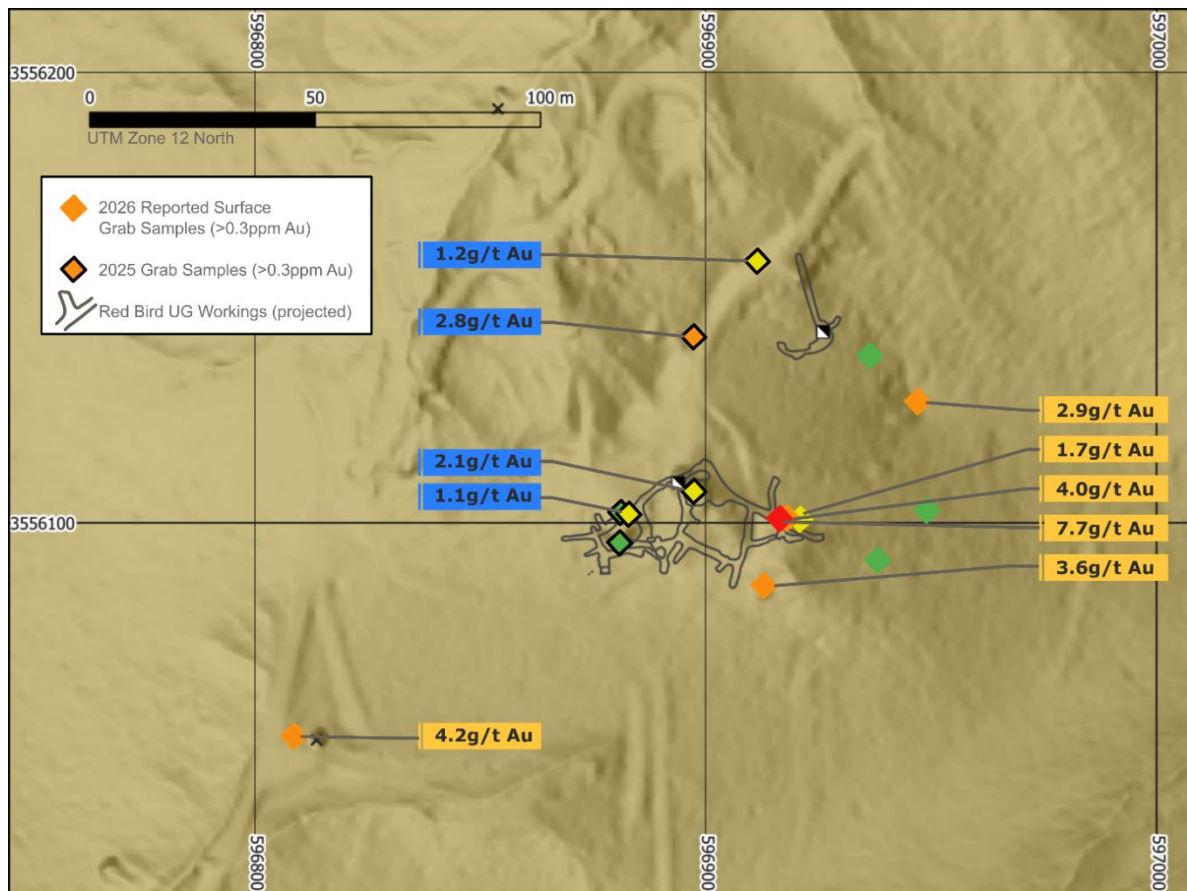 596800
596900
597000
3556200
0 50 100 m
UTM Zone 12 North
2026 Reported Surface
Grab Samples (>0.3ppm Au)
2025 Grab Samples (>0.3ppm Au)
Red Bird UG Workings (projected)
1.2g/t Au
2.8g/t Au
2.9g/t Au
1.7g/t Au
2.1g/t Au
4.0g/t Au
1.1g/t Au
3556100
7.7g/t Au
3.6g/t Au
4.2g/t Au
596800
596900
597000